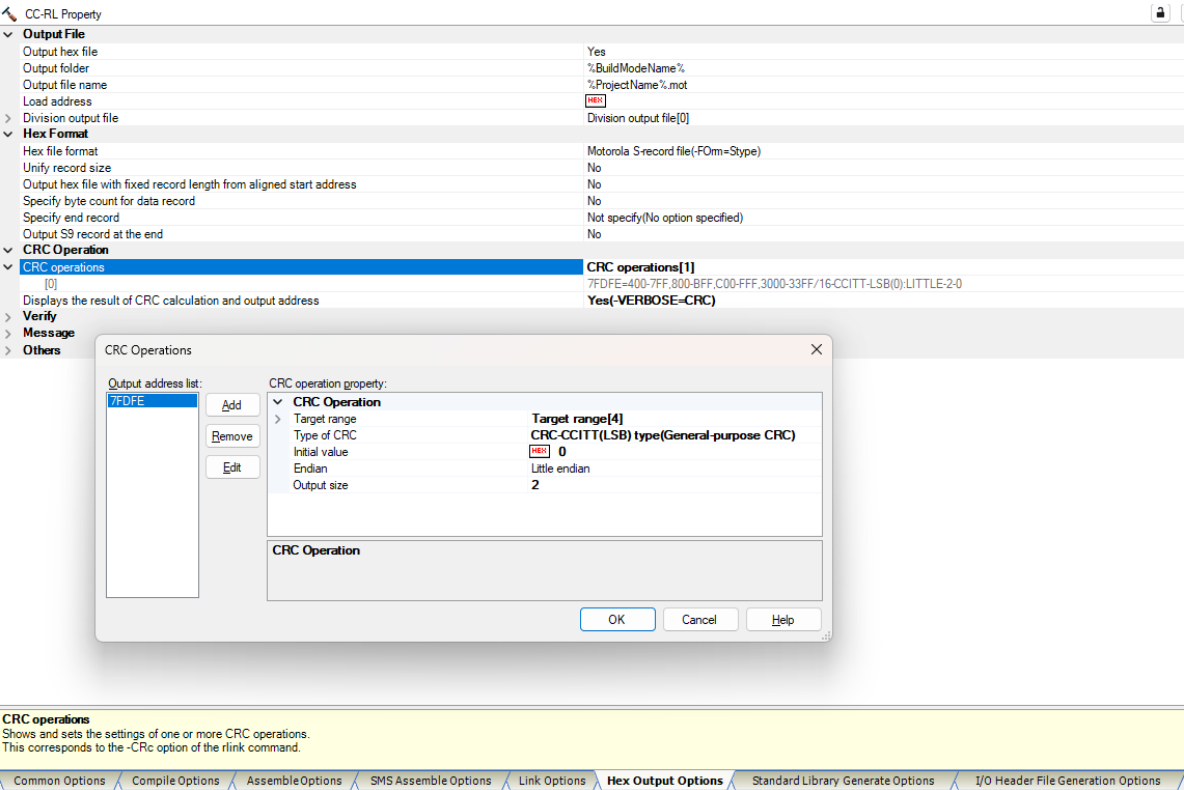 CC-RL Property
Output File
Output hex file Yes
Output folder %BuildModeName%
Output file name %ProjectName%.mot
Load address HEX
Division output file Division output file[0]
Hex Format
Hex file format Motorola S-record file(-FOrm=Stype)
Unify record size No
Output hex file with fixed record length from aligned start address No
Specify byte count for data record No
Specify end record Not specify(No option specified)
Output S9 record at the end No
CRC Operation
CRC operations CRC operations[1]
[0] 7FDFE=400-7FF,800-BFF,C00-FFF,3000-33FF/16-CCITT-LSB(0):LITTLE-2-0
Displays the result of CRC calculation and output address Yes(-VERBOSE=CRC)
Verify
Message
Others
CRC Operations
Output address list: CRC operation property:
7FDFE
Add
Remove
Edit
CRC Operation
Target range Target range[4]
Type of CRC CRC-CCITT(LSB) type(General-purpose CRC)
Initial value HEX 0
Endian Little endian
Output size 2
CRC Operation
OK Cancel Help
CRC operations
Shows and sets the settings of one or more CRC operations.
This corresponds to the -CRc option of the rlink command.
Common Options Compile Options Assemble Options SMS Assemble Options Link Options Hex Output Options Standard Library Generate Options I/O Header File Generation Options